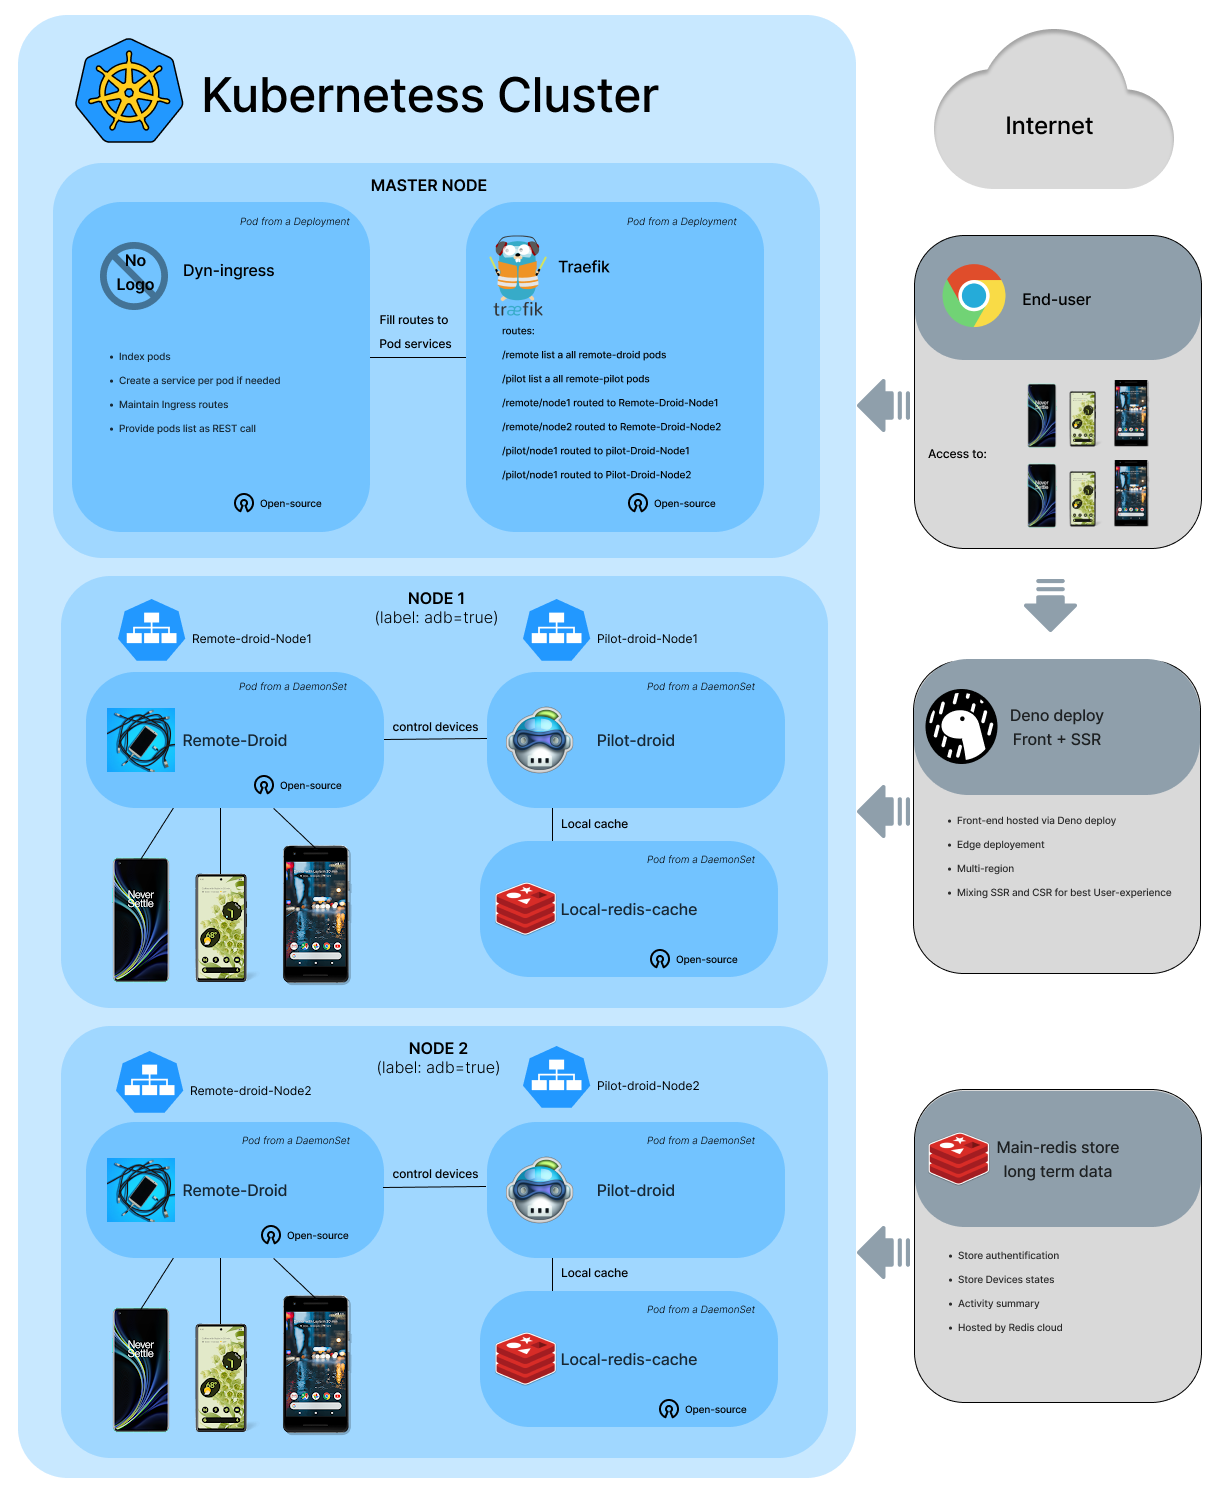 Kubernetess Cluster
Internet
MASTER NODE
Pod from a Deployment
No
Logo
Dyn-ingress
• Index pods
• Create a service per pod if needed
• Maintain Ingress routes
• Provide pods list as REST call
Open-source
Fill routes to
Pod services
Pod from a Deployment
Traefik
træfik
routes:
/remote list a all remote-droid pods
/pilot list a all remote-pilot pods
/remote/node1 routed to Remote-Droid-Node1
/remote/node2 routed to Remote-Droid-Node2
/pilot/node1 routed to pilot-Droid-Node1
/pilot/node1 routed to Pilot-Droid-Node2
Open-source
End-user
Access to:
NODE 1
(label: adb=true)
Remote-droid-Node1
Pilot-droid-Node1
Pod from a DaemonSet
Remote-Droid
Open-source
control devices
Pod from a DaemonSet
Pilot-droid
Local cache
Never
Settle
Pod from a DaemonSet
Local-redis-cache
Open-source
Deno deploy
Front + SSR
• Front-end hosted via Deno deploy
• Edge deployement
• Multi-region
• Mixing SSR and CSR for best User-experience
NODE 2
(label: adb=true)
Remote-droid-Node2
Pilot-droid-Node2
Pod from a DaemonSet
Remote-Droid
Open-source
control devices
Pod from a DaemonSet
Pilot-droid
Local cache
Never
Settle
Pod from a DaemonSet
Local-redis-cache
Open-source
Main-redis store
long term data
• Store authentification
• Store Devices states
• Activity summary
• Hosted by Redis cloud